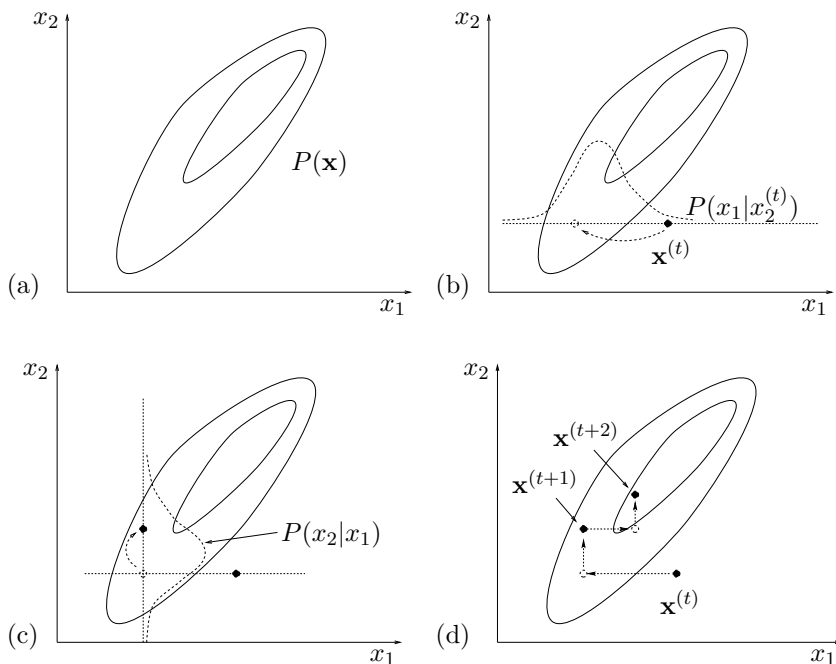 x₂
P(𝐱)
(a)
x₁
x₂
P(x₁|x₂⁽ᵗ⁾)
𝐱⁽ᵗ⁾
(b)
x₁
x₂
P(x₂|x₁)
(c)
x₁
x₂
𝐱⁽ᵗ⁺²⁾
𝐱⁽ᵗ⁺¹⁾
𝐱⁽ᵗ⁾
(d)
x₁